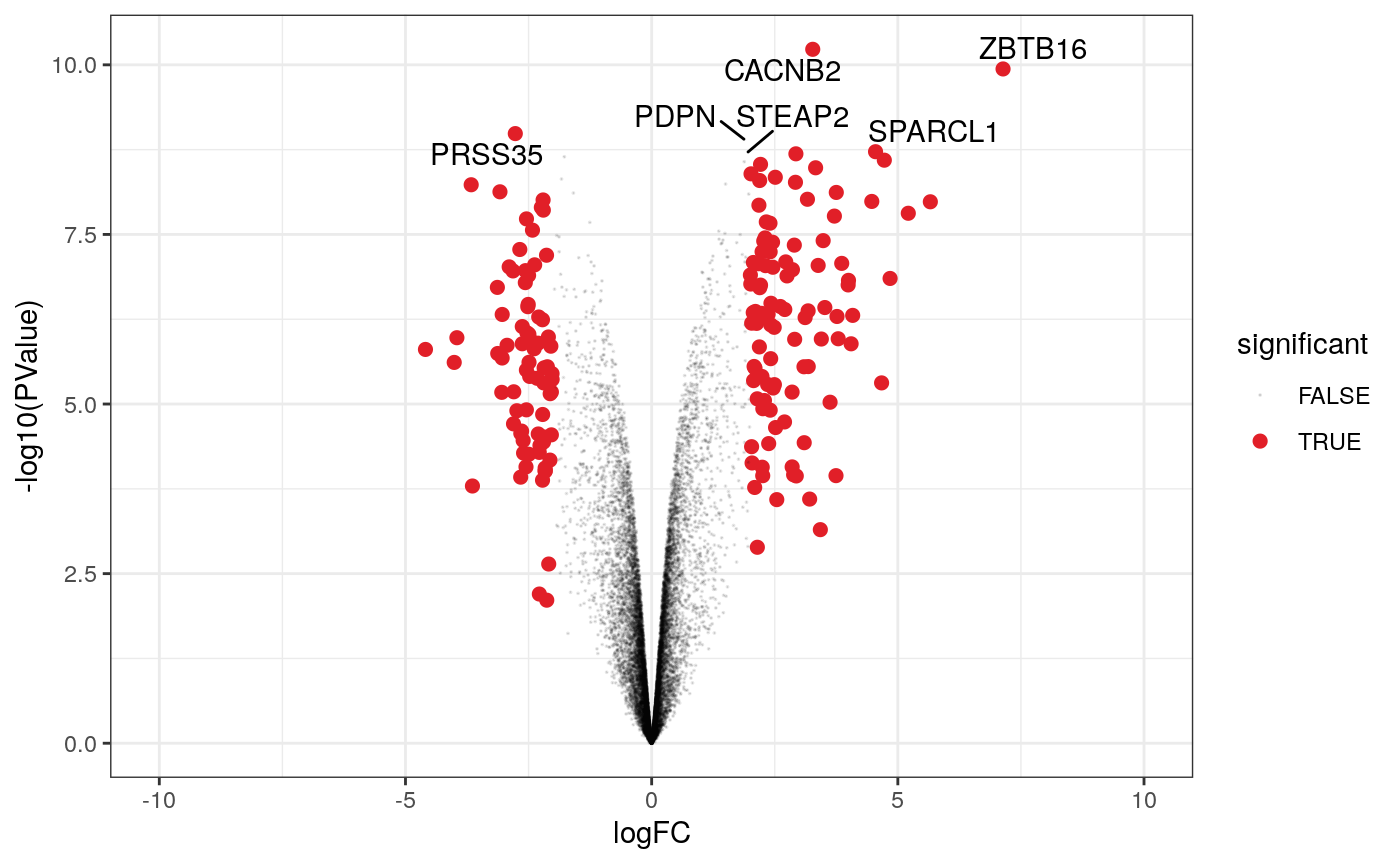 10.0
7.5
5.0
2.5
0.0
-log10(PValue)
ZBTB16
CACNB2
PDPN
STEAP2
SPARCL1
PRSS35
-10
-5
0
5
10
logFC
significant
FALSE
TRUE